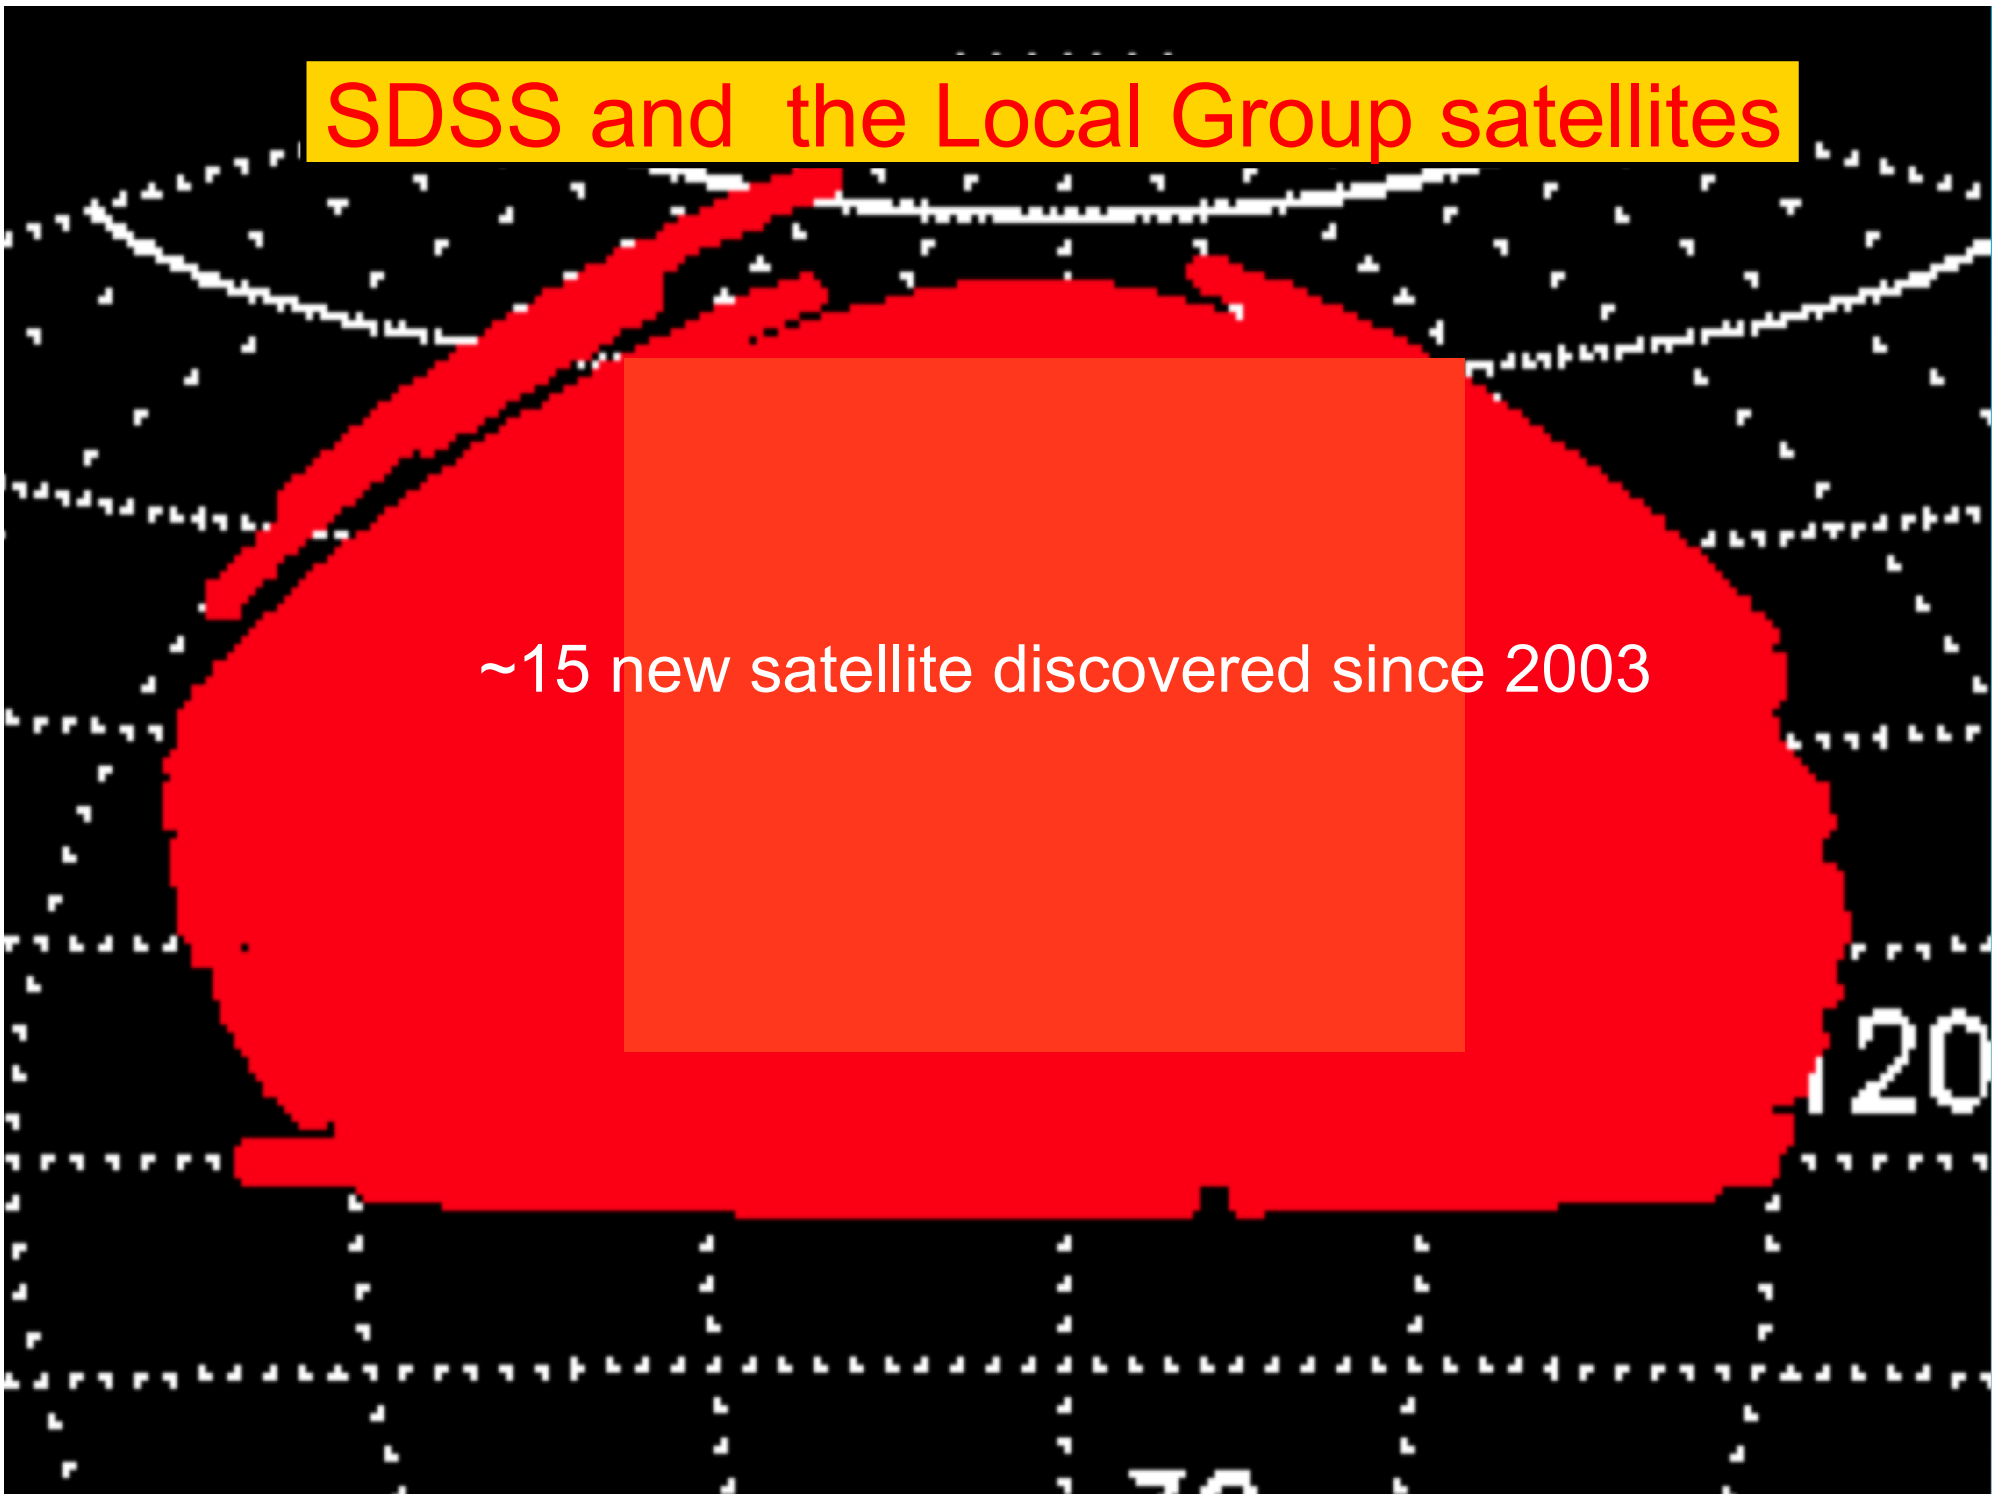 SDSS and  the Local Group satellites
~15 new satellite discovered since 2003
120